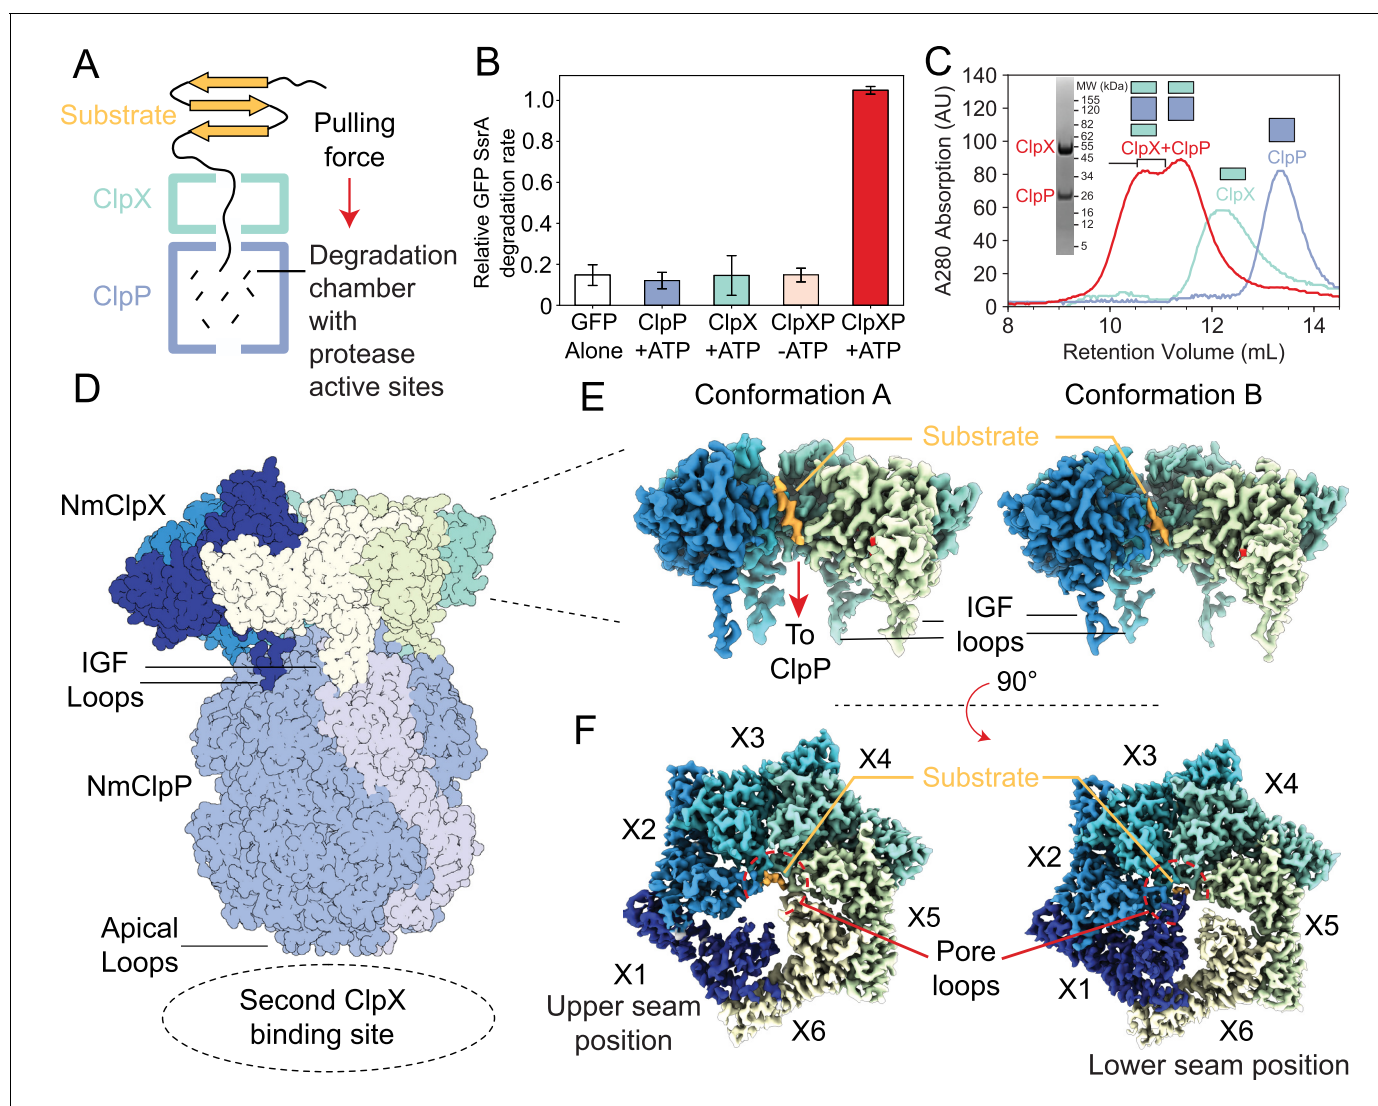 A
Substrate
Pulling
force
ClpX
ClpP
Degradation
chamber
with
protease
active sites
B
Relative GFP SsrA
degradation rate
1.0
0.8
0.6
0.4
0.2
0
GFP
Alone
ClpP
+ATP
ClpX
+ATP
ClpXP
-ATP
ClpXP
+ATP
C
A280 Absorption (AU)
140
120
100
80
60
40
20
0
8
10
12
14
Retention Volume (mL)
MW (kDa)
155
120
82
62
55
45
34
26
16
12
5
ClpX
ClpP
ClpX+ClpP
ClpX
ClpP
D
NmClpX
IGF
Loops
NmClpP
Apical
Loops
Second ClpX
binding site
E
Conformation A
Conformation B
Substrate
To
ClpP
IGF
loops
90°
F
X3
X4
X2
X5
X1
X6
Upper seam
position
Substrate
Pore
loops
X3
X4
X2
X5
X1
X6
Lower seam position